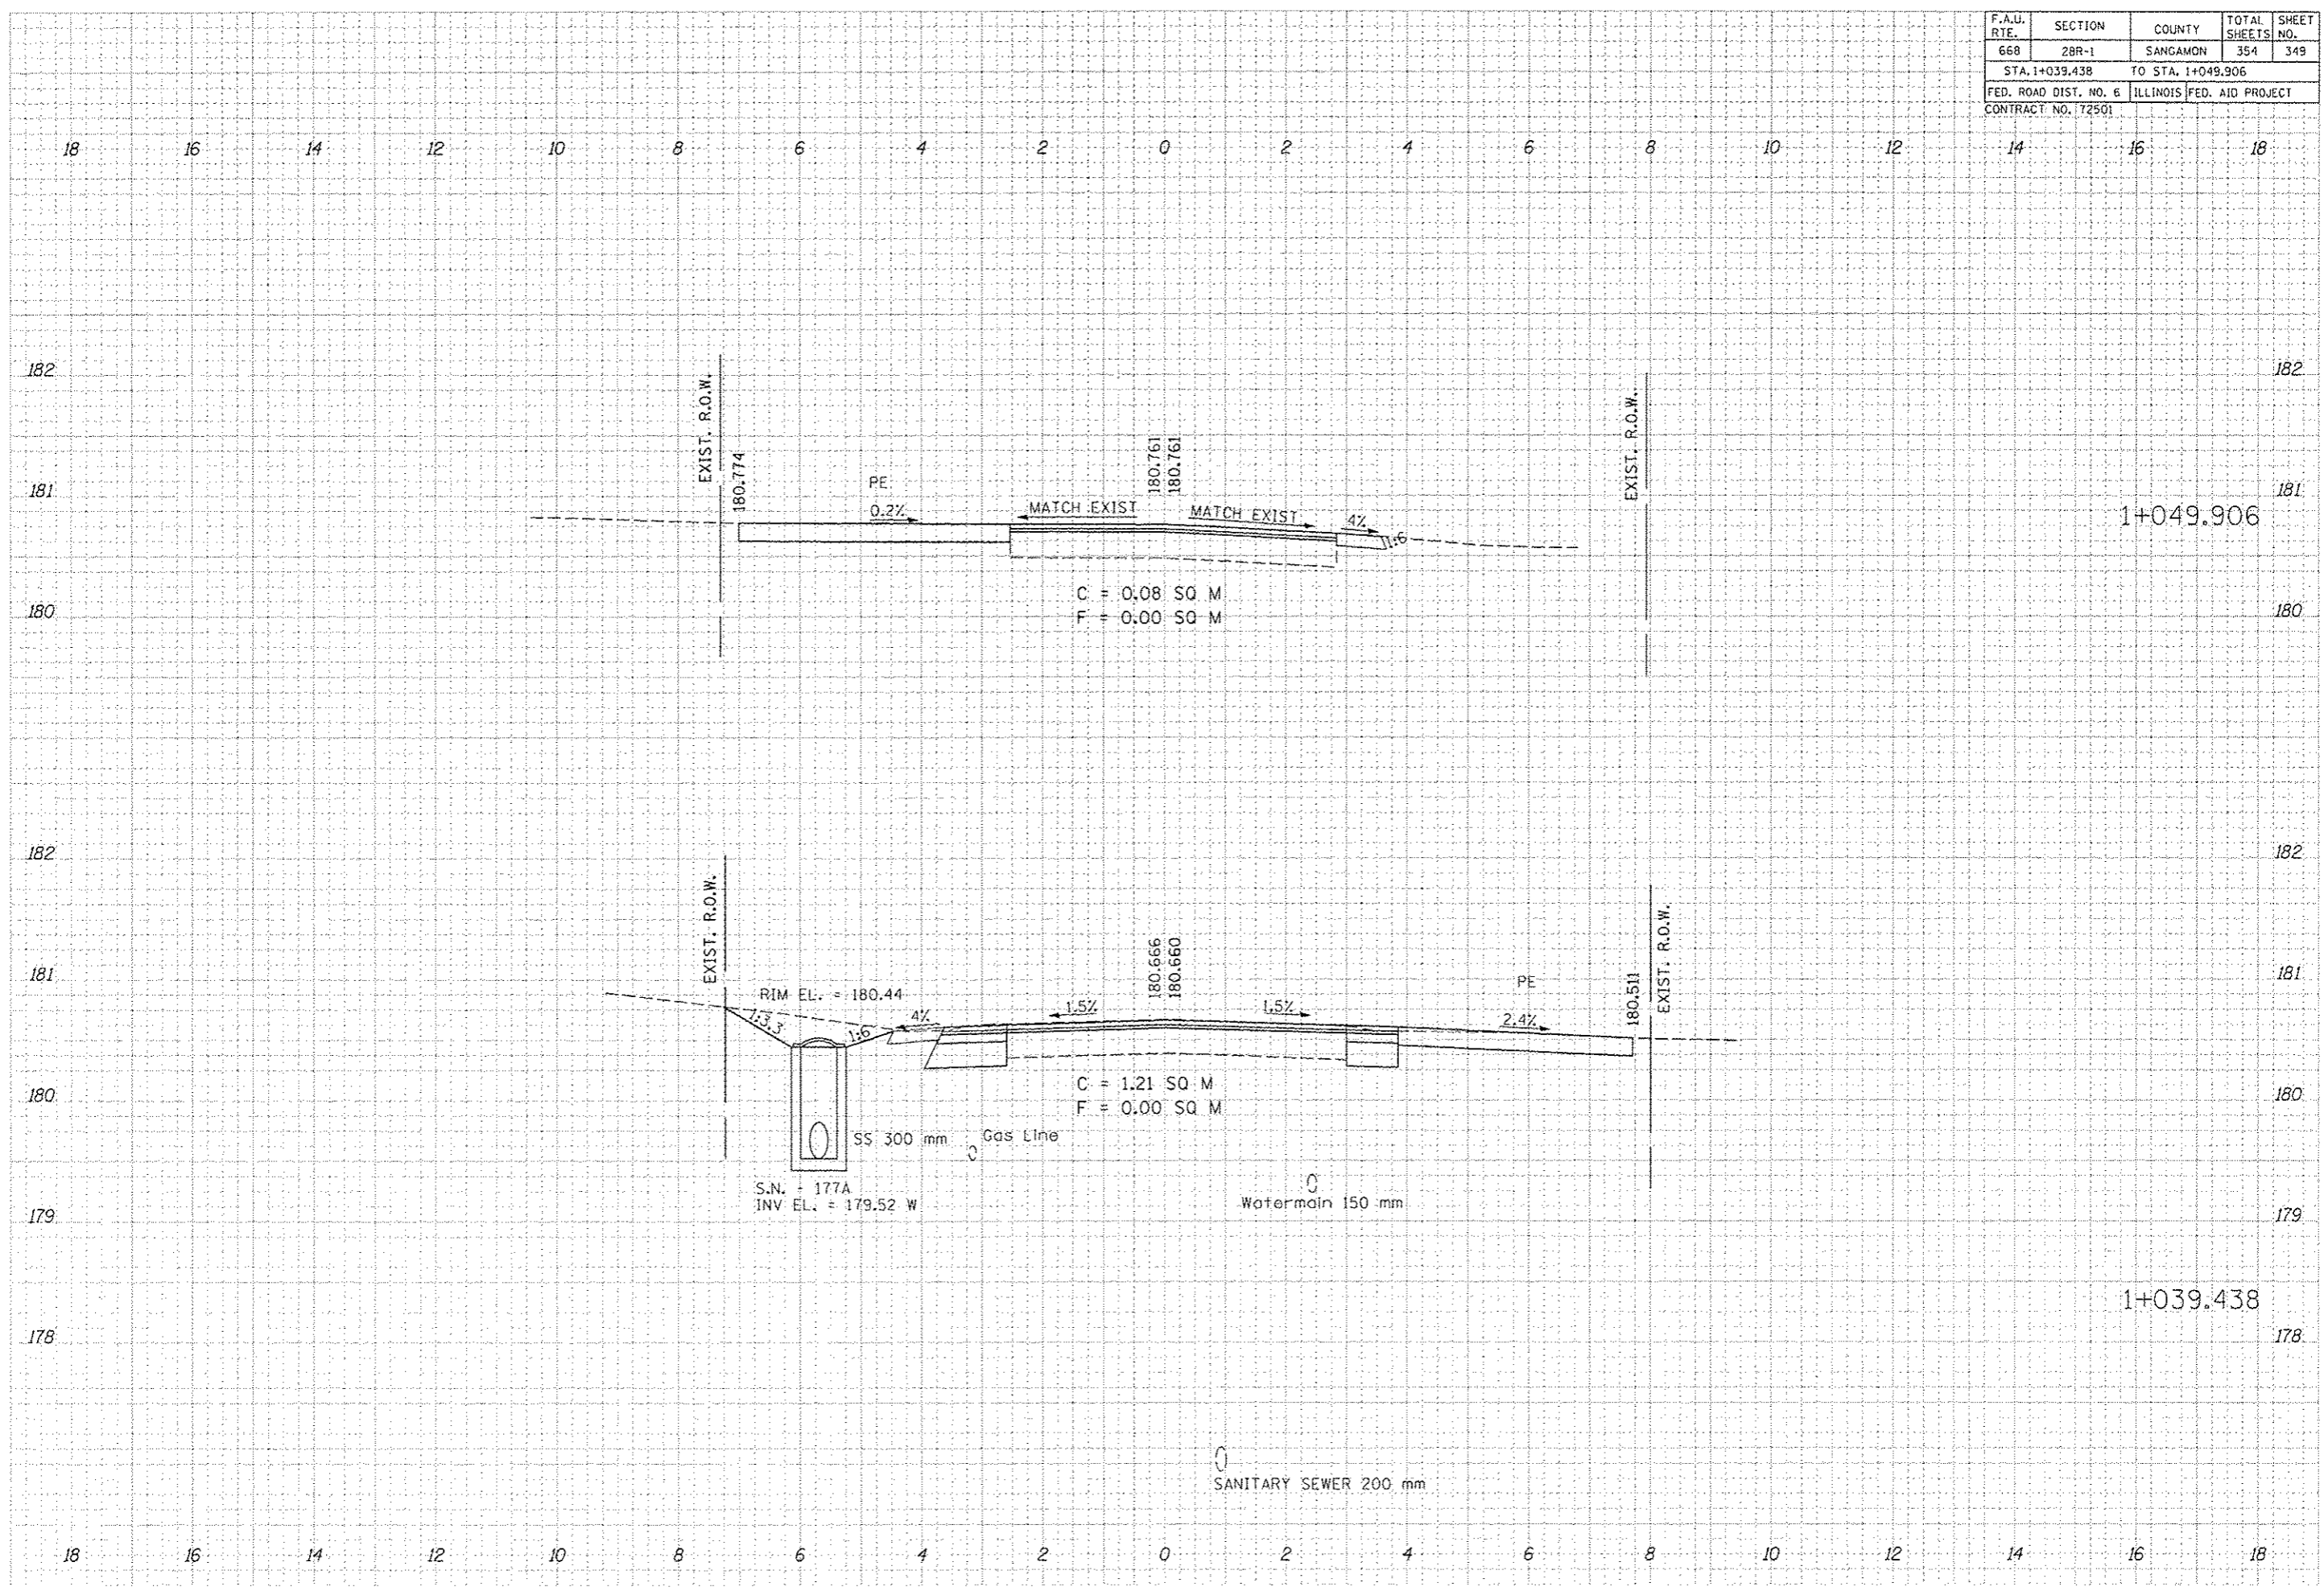 F.A.U. RTE. SECTION COUNTY TOTAL SHEETS SHEET NO.
668 28R-1 SANGAMON 354 349
STA. 1+039.438 TO STA. 1+049.906
FED. ROAD DIST. NO. 6 ILLINOIS FED. AID PROJECT
CONTRACT NO. 72501
18 16 14 12 10 8 6 4 2 0 2 4 6 8 10 12 14 16 18
182 182
EXIST. R.O.W.
EXIST. R.O.W.
180.774
180.761
180.761
181 181
PE
0.2%
MATCH EXIST
MATCH EXIST
4%
1:6
1+049.906
C = 0.08 SQ M
F = 0.00 SQ M
180 180
182 182
EXIST. R.O.W.
EXIST. R.O.W.
180.666
180.660
180.511
181 181
PE
RIM EL. = 180.44
1:3.3
1:6
4%
1.5%
1.5%
2.4%
C = 1.21 SQ M
F = 0.00 SQ M
180 180
SS 300 mm
Gas Line
S.N. - 177A
INV EL. = 179.52 W
Watermain 150 mm
179 179
1+039.438
178 178
SANITARY SEWER 200 mm
18 16 14 12 10 8 6 4 2 0 2 4 6 8 10 12 14 16 18